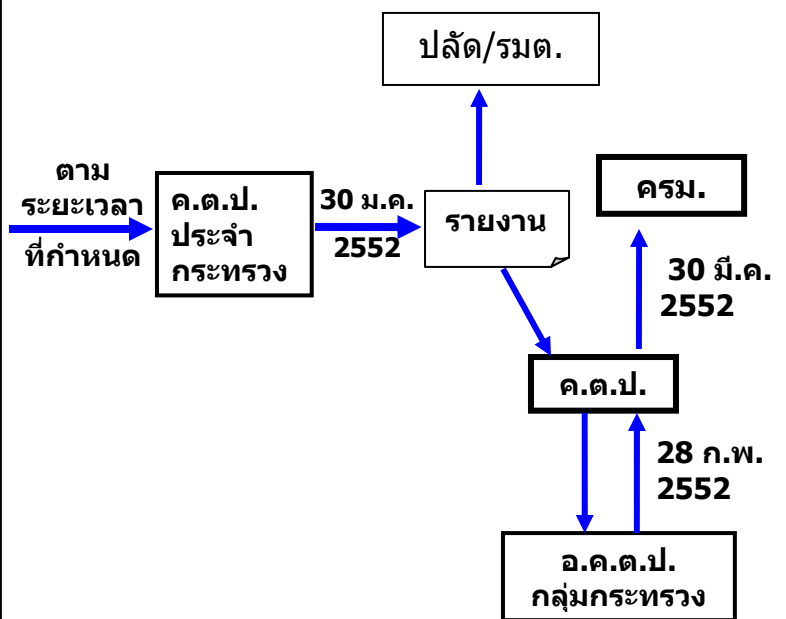 ปลัด/รมต.
ตาม
ระยะเวลา
ที่กำหนด
ค.ต.ป.
ประจำ
กระทรวง
30 ม.ค.
2552
รายงาน
ครม.
30 มี.ค.
2552
ค.ต.ป.
28 ก.พ.
2552
อ.ค.ต.ป.
กลุ่มกระทรวง